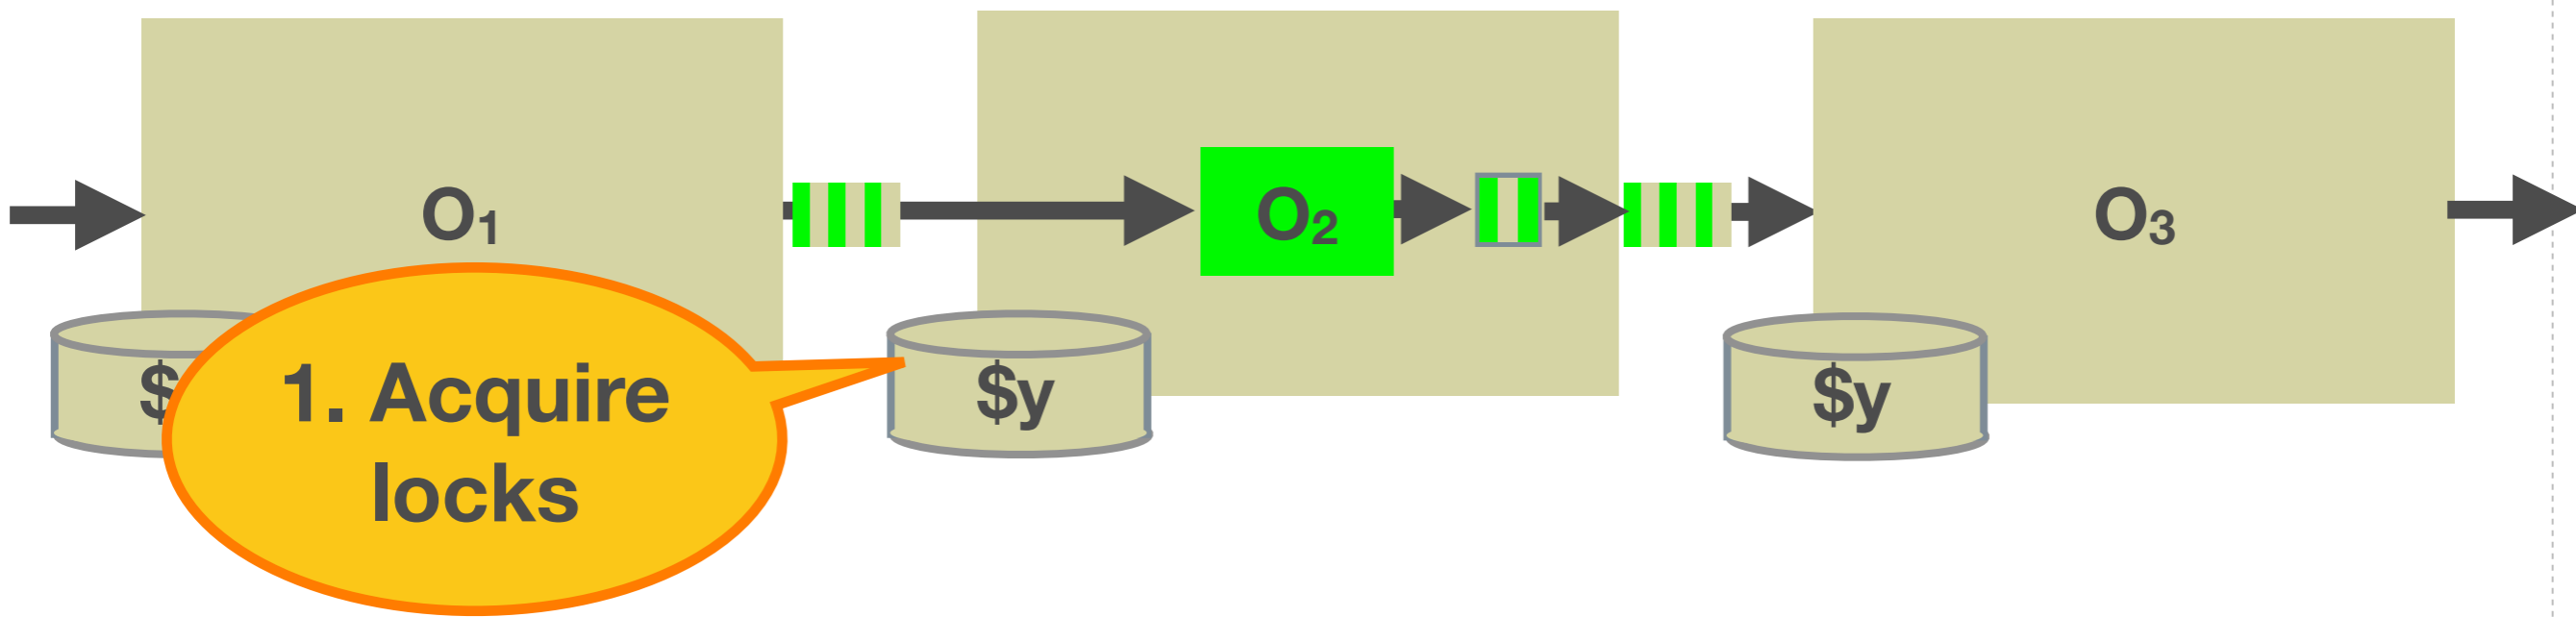 O₁
O₂
O₃
$
1. Acquire
locks
$y
$y